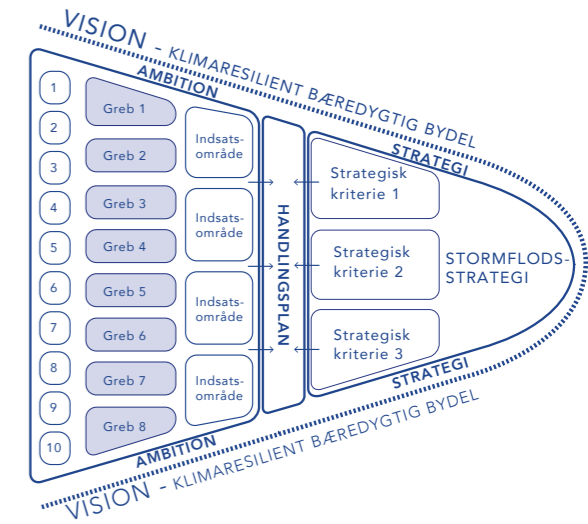 VISION - KLIMARESILIENT BÆREDYGTIG BYDEL
AMBITION
1
2
3
4
5
6
7
8
9
10
Greb 1
Greb 2
Greb 3
Greb 4
Greb 5
Greb 6
Greb 7
Greb 8
Indsats-
område
Indsats-
område
Indsats-
område
Indsats-
område
AMBITION
HANDLINGSPLAN
STRATEGI
Strategisk
kriterie 1
Strategisk
kriterie 2
Strategisk
kriterie 3
STRATEGI
STORMFLODS-
STRATEGI
VISION - KLIMARESILIENT BÆREDYGTIG BYDEL